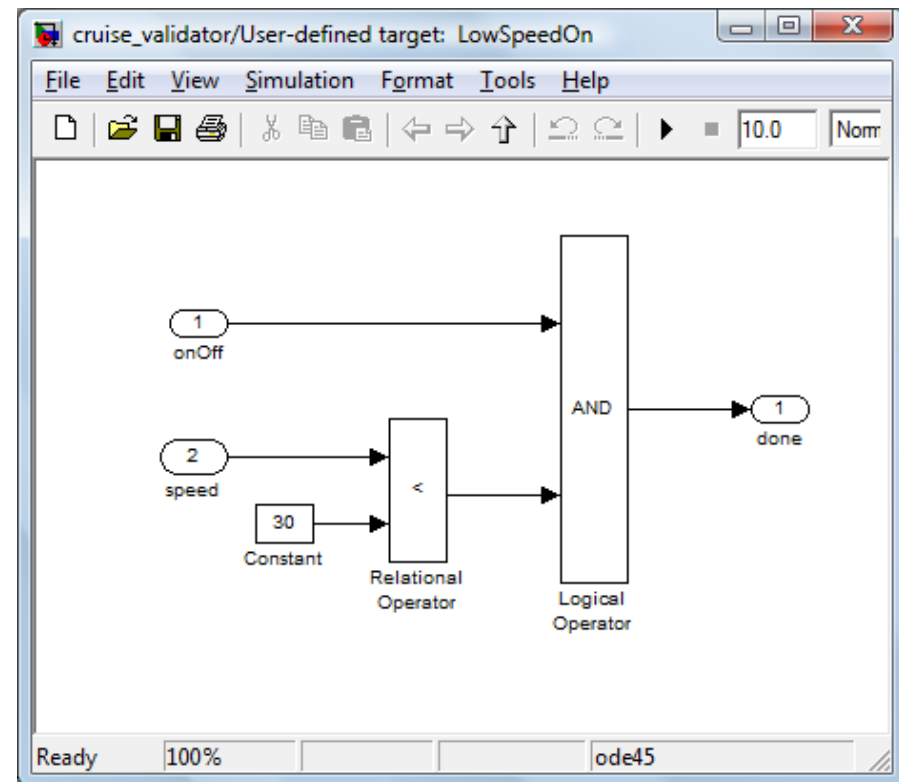 cruise_validator/User-defined target: LowSpeedOn
File Edit View Simulation Format Tools Help
10.0 Norm
1
onOff
AND
1
done
2
speed
<
30
Constant
Relational
Operator
Logical
Operator
Ready 100% ode45